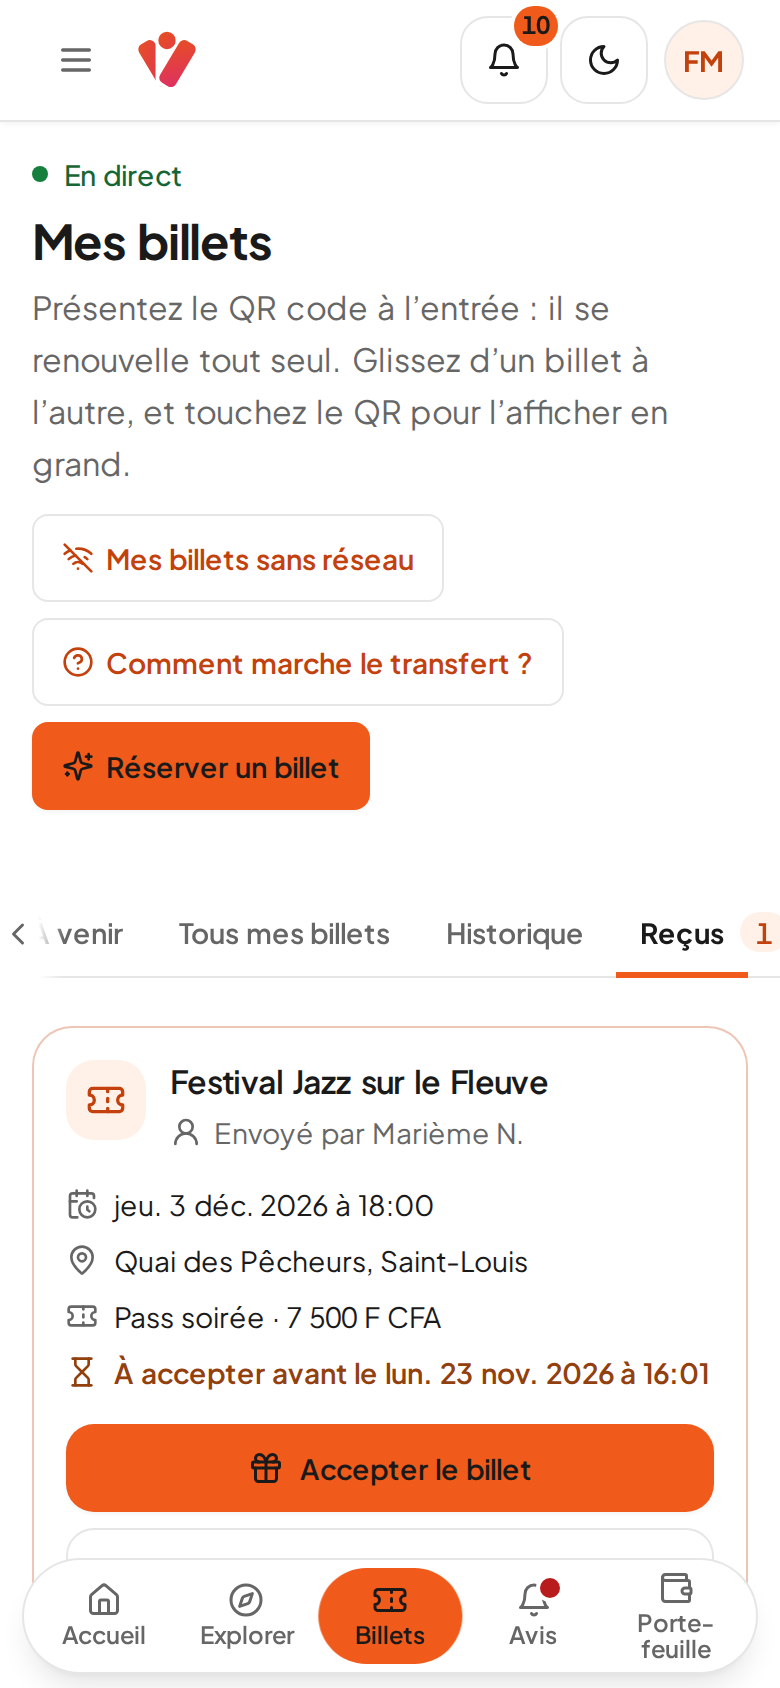 10
FM
En direct
Mes billets
Présentez le QR code à l’entrée : il se
renouvelle tout seul. Glissez d’un billet à
l’autre, et touchez le QR pour l’afficher en
grand.
Mes billets sans réseau
Comment marche le transfert ?
Réserver un billet
À venir Tous mes billets Historique Reçus 1
Festival Jazz sur le Fleuve
Envoyé par Marième N.
jeu. 3 déc. 2026 à 18:00
Quai des Pêcheurs, Saint-Louis
Pass soirée · 7 500 F CFA
À accepter avant le lun. 23 nov. 2026 à 16:01
Accepter le billet
Accueil Explorer Billets Avis Porte-
feuille